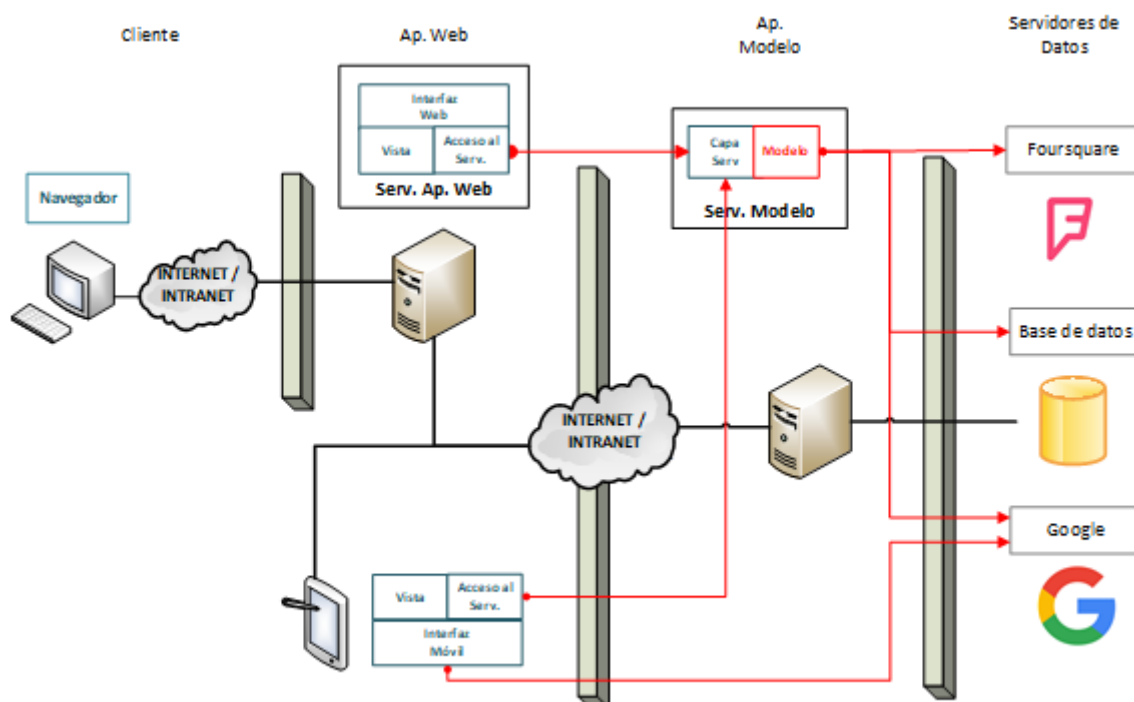 Cliente
Ap. Web
Ap.
Modelo
Servidores de
Datos
Interfaz
Web
Vista
Acceso al
Serv.
Serv. Ap. Web
Capa
Serv
Modelo
Serv. Modelo
Foursquare
Navegador
INTERNET /
INTRANET
Base de datos
INTERNET /
INTRANET
Google
Vista
Acceso al
Serv.
Interfaz
Móvil